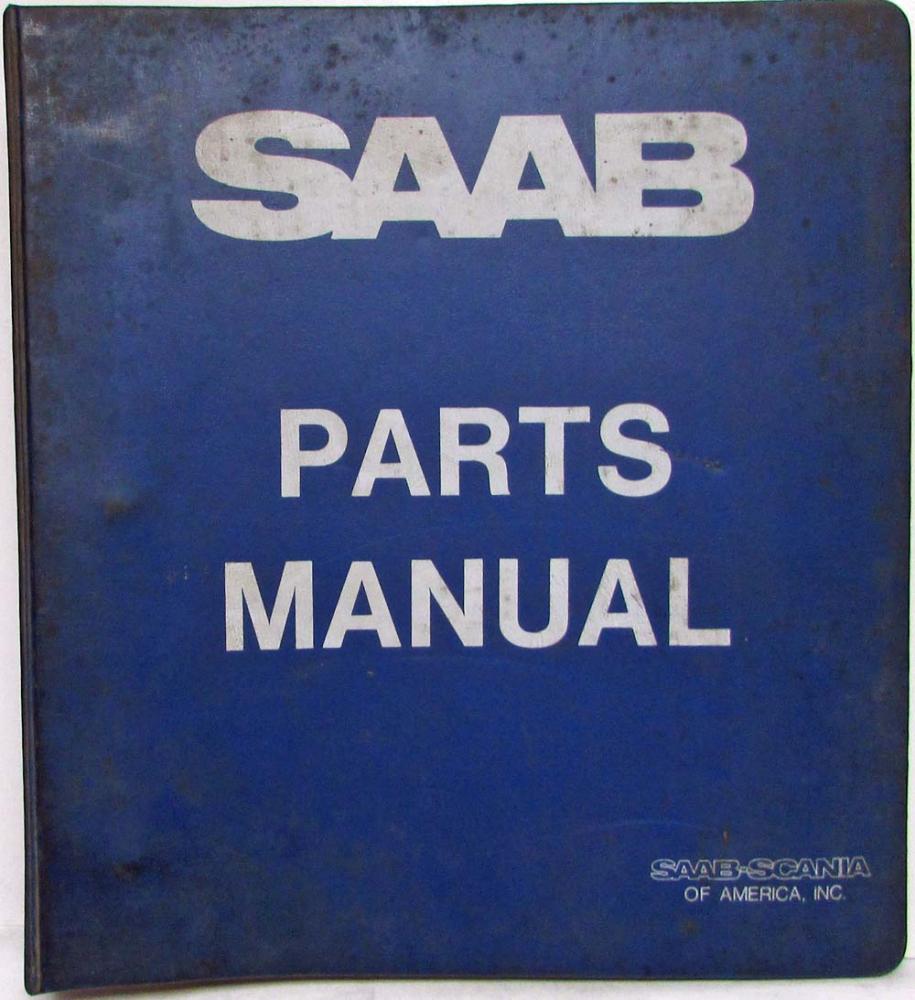 SAAB
PARTS
MANUAL
SAAB-SCANIA
OF AMERICA, INC.